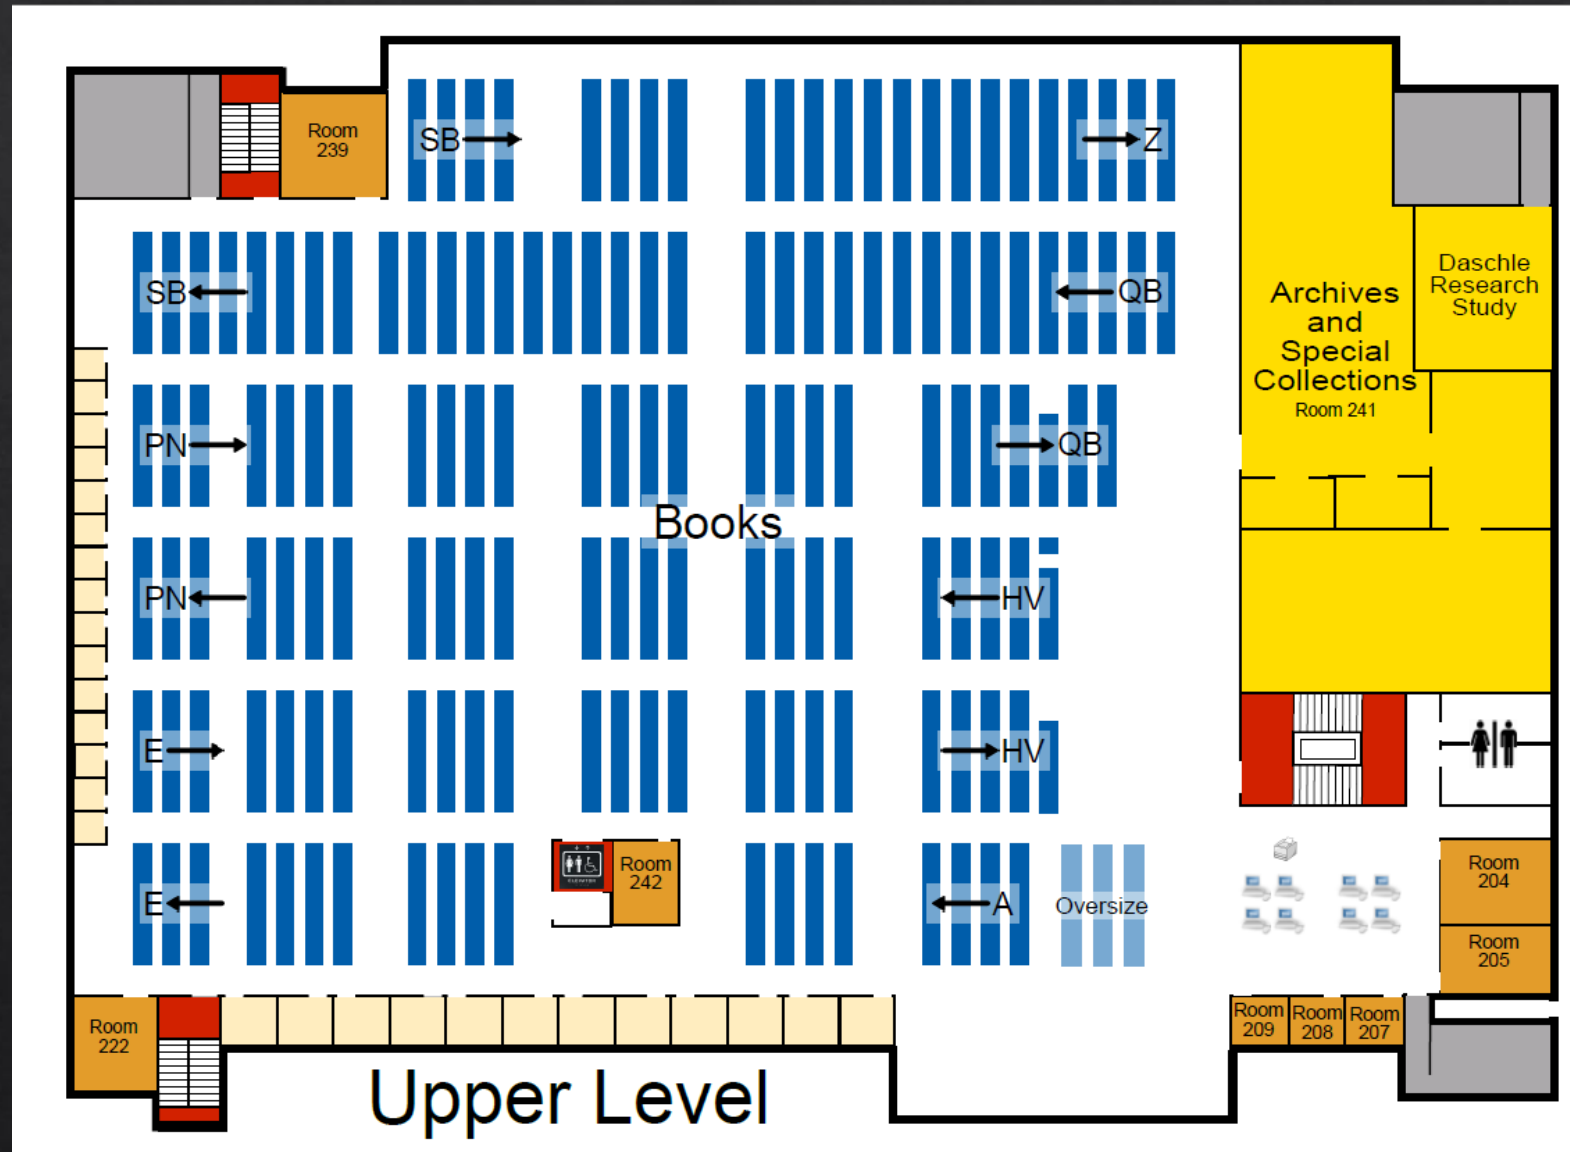 Room
239
SB
Z
SB
QB
Daschle
Research
Study
Archives
and
Special
Collections
Room 241
PN
QB
Books
PN
HV
E
HV
ELEVATOR
Room
242
E
A
Oversize
Room
204
Room
205
Room
222
Room
209
Room
208
Room
207
Upper Level